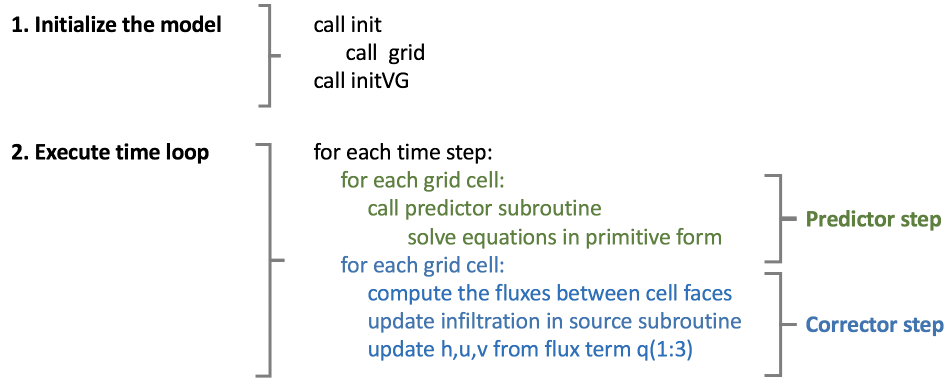 1. Initialize the model
call init
call grid
call initVG
2. Execute time loop
for each time step:
for each grid cell:
call predictor subroutine
solve equations in primitive form
Predictor step
for each grid cell:
compute the fluxes between cell faces
update infiltration in source subroutine
update h,u,v from flux term q(1:3)
Corrector step